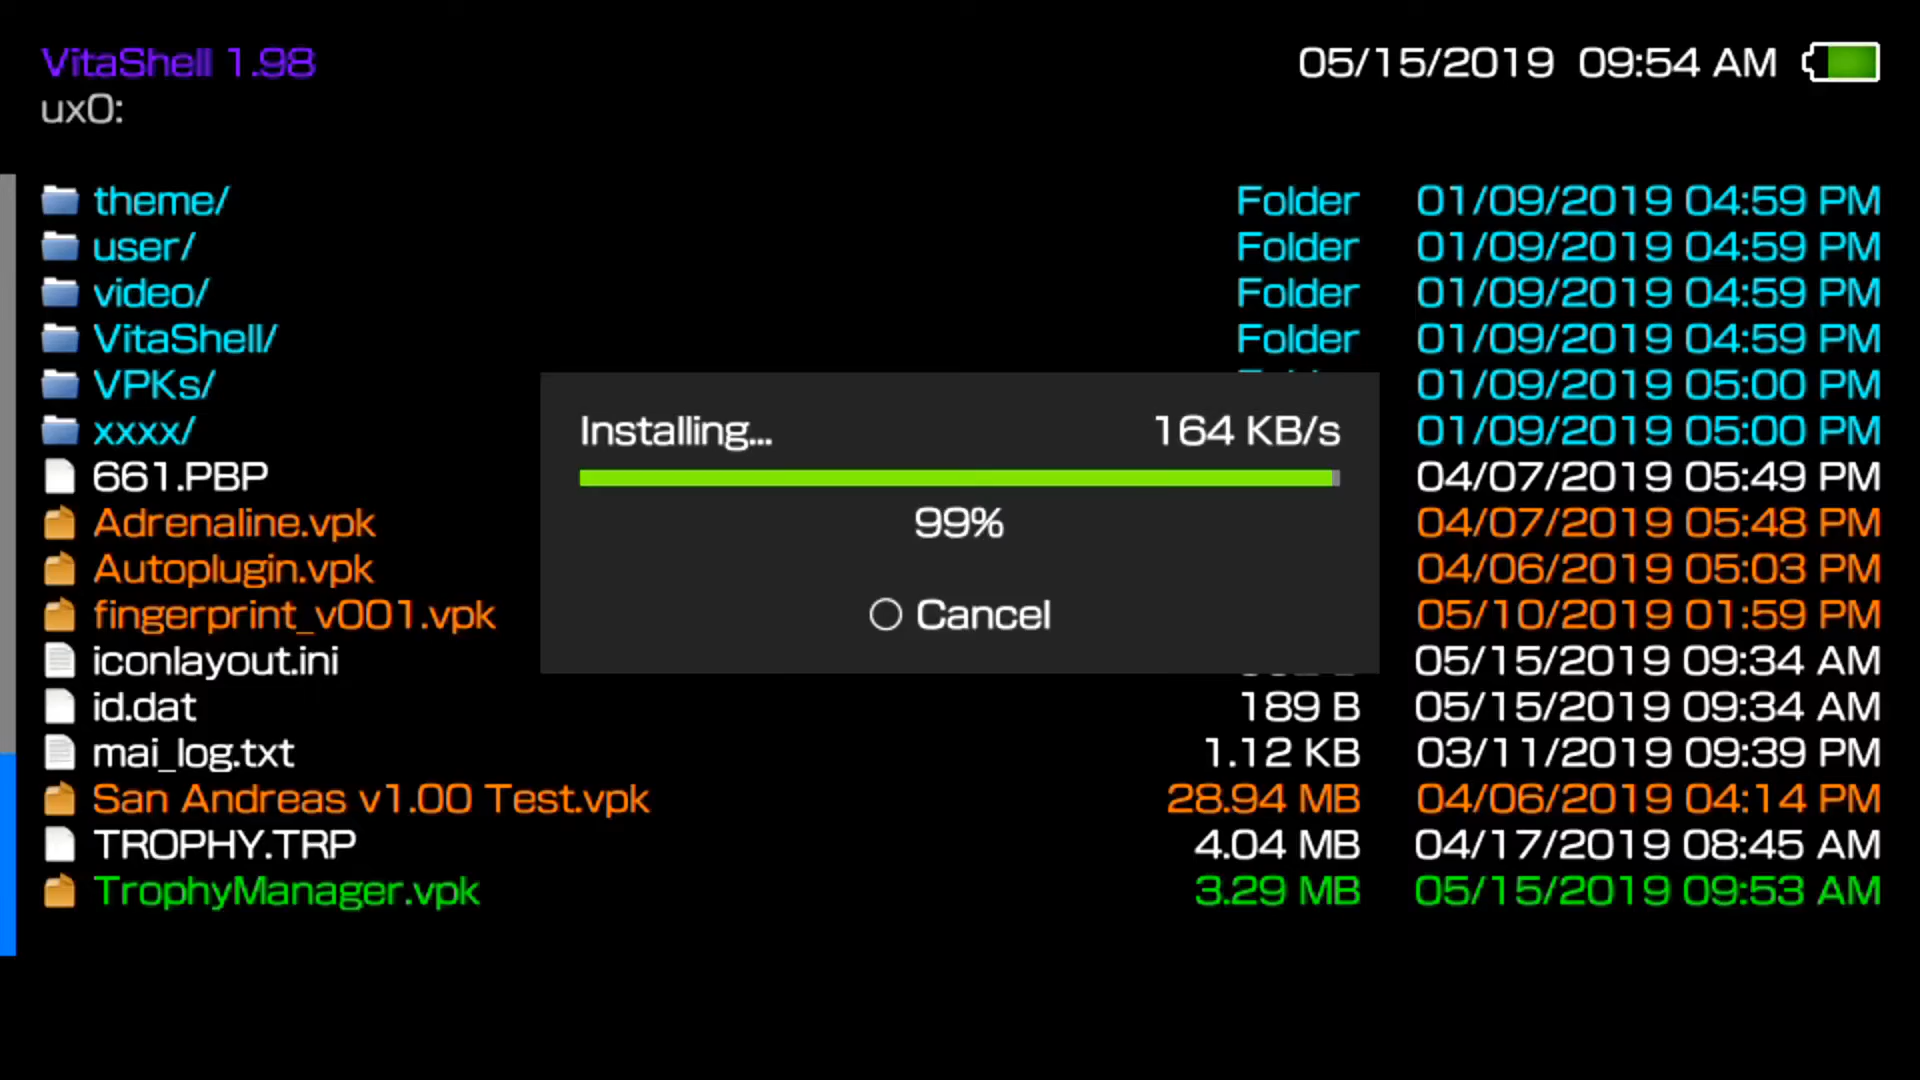 VitaShell 1.98 05/15/2019 09:54 AM
ux0:
theme/ Folder 01/09/2019 04:59 PM
user/ Folder 01/09/2019 04:59 PM
video/ Folder 01/09/2019 04:59 PM
VitaShell/ Folder 01/09/2019 04:59 PM
VPKs/ 01/09/2019 05:00 PM
xxxx/ 01/09/2019 05:00 PM
661.PBP 04/07/2019 05:49 PM
Adrenaline.vpk 04/07/2019 05:48 PM
Autoplugin.vpk 04/06/2019 05:03 PM
fingerprint_v001.vpk 05/10/2019 01:59 PM
iconlayout.ini 05/15/2019 09:34 AM
id.dat 189 B 05/15/2019 09:34 AM
mai_log.txt 1.12 KB 03/11/2019 09:39 PM
San Andreas v1.00 Test.vpk 28.94 MB 04/06/2019 04:14 PM
TROPHY.TRP 4.04 MB 04/17/2019 08:45 AM
TrophyManager.vpk 3.29 MB 05/15/2019 09:53 AM
Installing... 164 KB/s
99%
Cancel